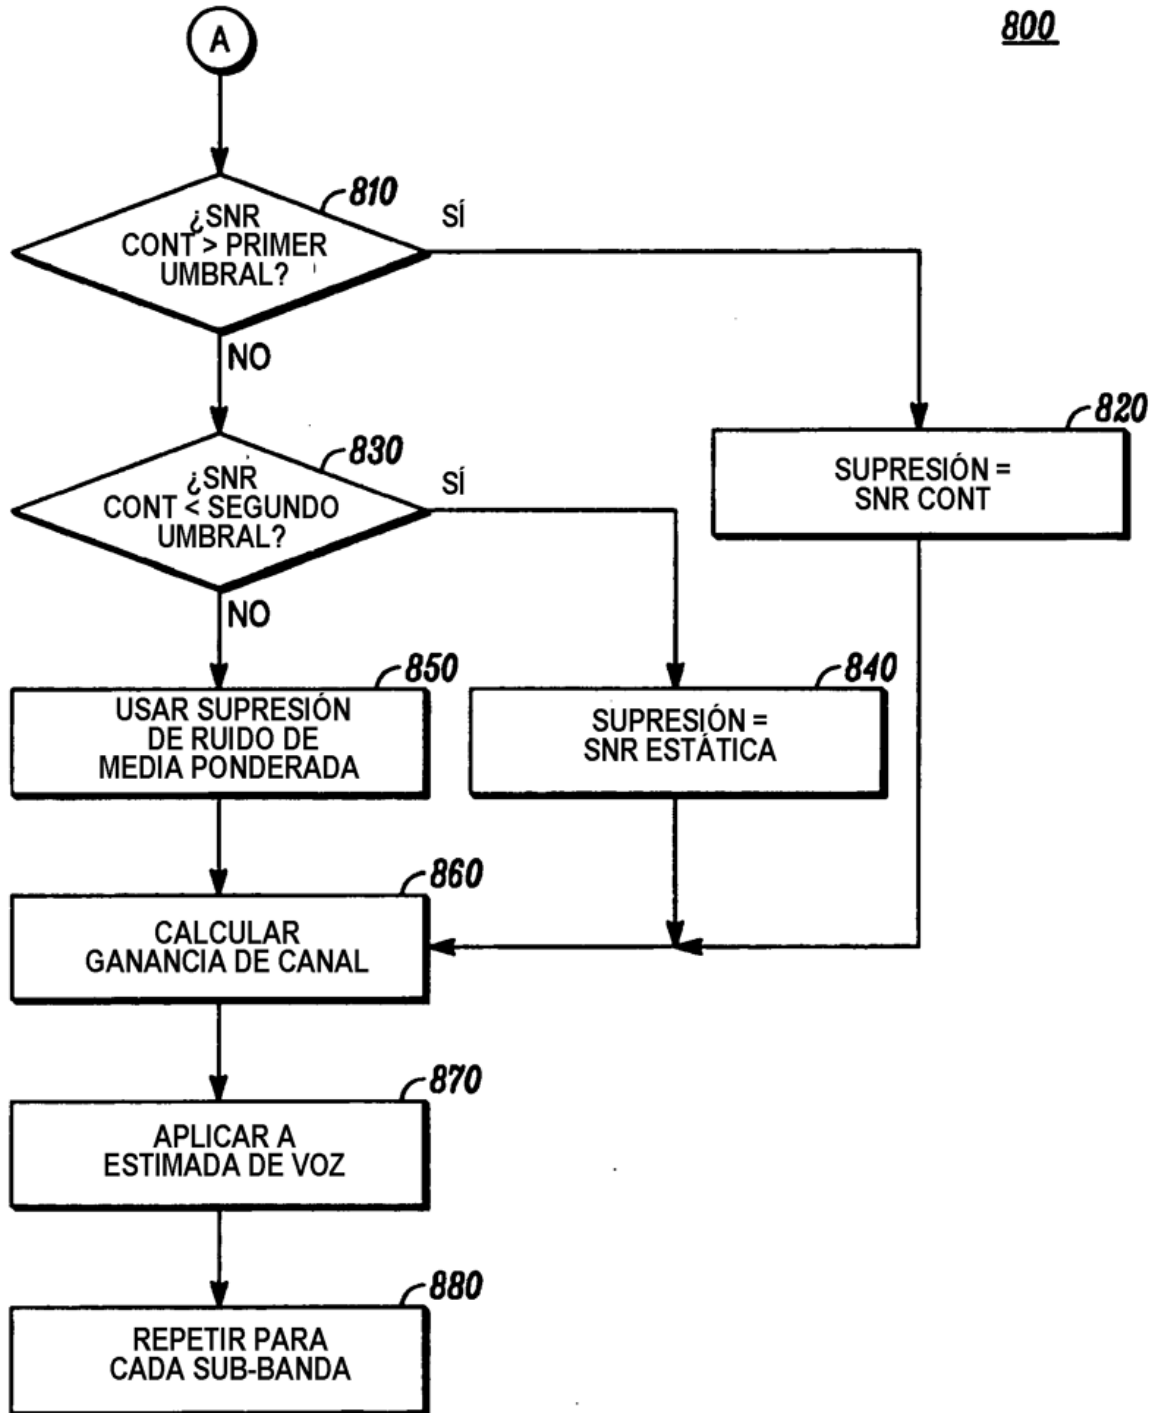 A
800
810
¿SNR
CONT > PRIMER
UMBRAL?
SÍ
NO
820
SUPRESIÓN =
SNR CONT
830
¿SNR
CONT < SEGUNDO
UMBRAL?
SÍ
NO
850
USAR SUPRESIÓN
DE RUIDO DE
MEDIA PONDERADA
840
SUPRESIÓN =
SNR ESTÁTICA
860
CALCULAR
GANANCIA DE CANAL
870
APLICAR A
ESTIMADA DE VOZ
880
REPETIR PARA
CADA SUB-BANDA